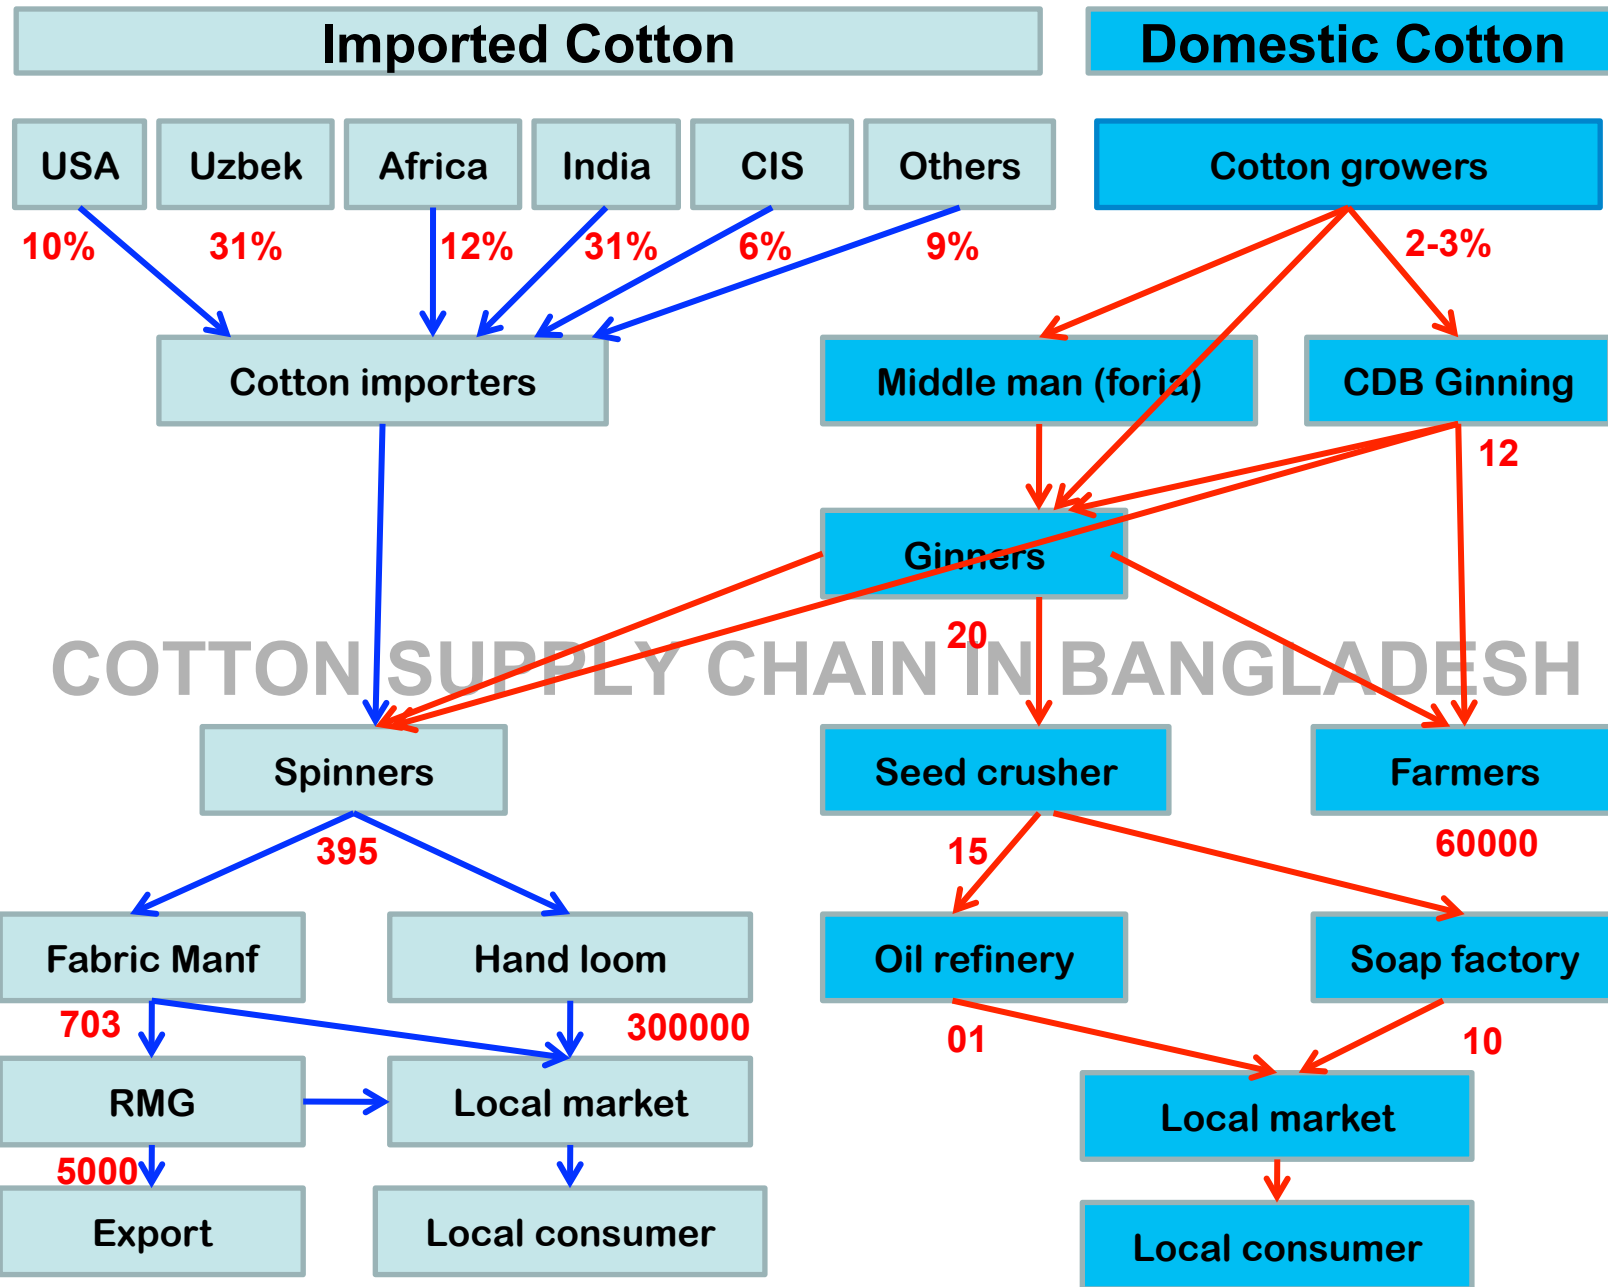 Imported Cotton
Domestic Cotton
USA
Uzbek
Africa
India
CIS
Others
Cotton growers
10%
31%
12%
31%
6%
9%
2-3%
Cotton importers
Middle man (foria)
CDB Ginning
12
Ginners
20
COTTON SUPPLY CHAIN IN BANGLADESH
Spinners
Seed crusher
Farmers
395
15
60000
Fabric Manf
Hand loom
Oil refinery
Soap factory
703
300000
01
10
RMG
Local market
Local market
5000
Export
Local consumer
Local consumer